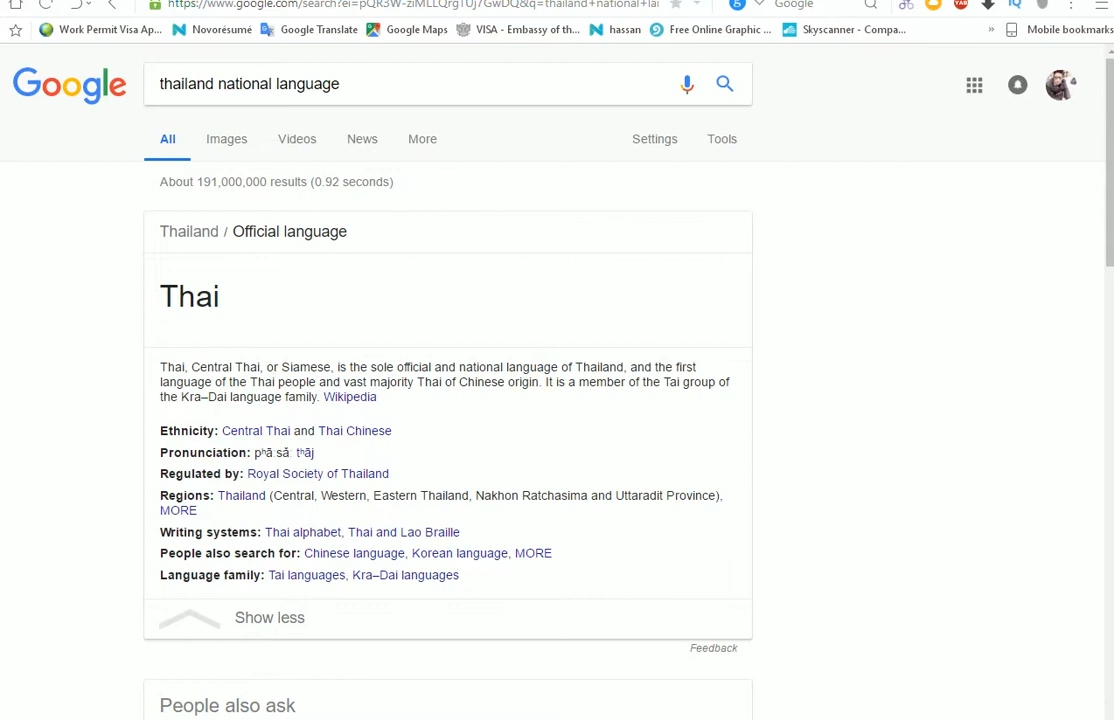 https://www.google.com/search?ei=pQR3W-ziMLLQrgTUj7GwDQ&q=thailand+national+la
Google
Work Permit Visa Ap...
Novorésumé
Google Translate
Google Maps
VISA - Embassy of th...
hassan
Free Online Graphic ...
Skyscanner - Compa...
»
Mobile bookmarks
Google
thailand national language
All
Images
Videos
News
More
Settings
Tools
About 191,000,000 results (0.92 seconds)
Thailand / Official language
Thai
Thai, Central Thai, or Siamese, is the sole official and national language of Thailand, and the first
language of the Thai people and vast majority Thai of Chinese origin. It is a member of the Tai group of
the Kra–Dai language family. Wikipedia
Ethnicity: Central Thai and Thai Chinese
Pronunciation: pʰāːsǎː tʰāj
Regulated by: Royal Society of Thailand
Regions: Thailand (Central, Western, Eastern Thailand, Nakhon Ratchasima and Uttaradit Province),
MORE
Writing systems: Thai alphabet, Thai and Lao Braille
People also search for: Chinese language, Korean language, MORE
Language family: Tai languages, Kra–Dai languages
Show less
Feedback
People also ask